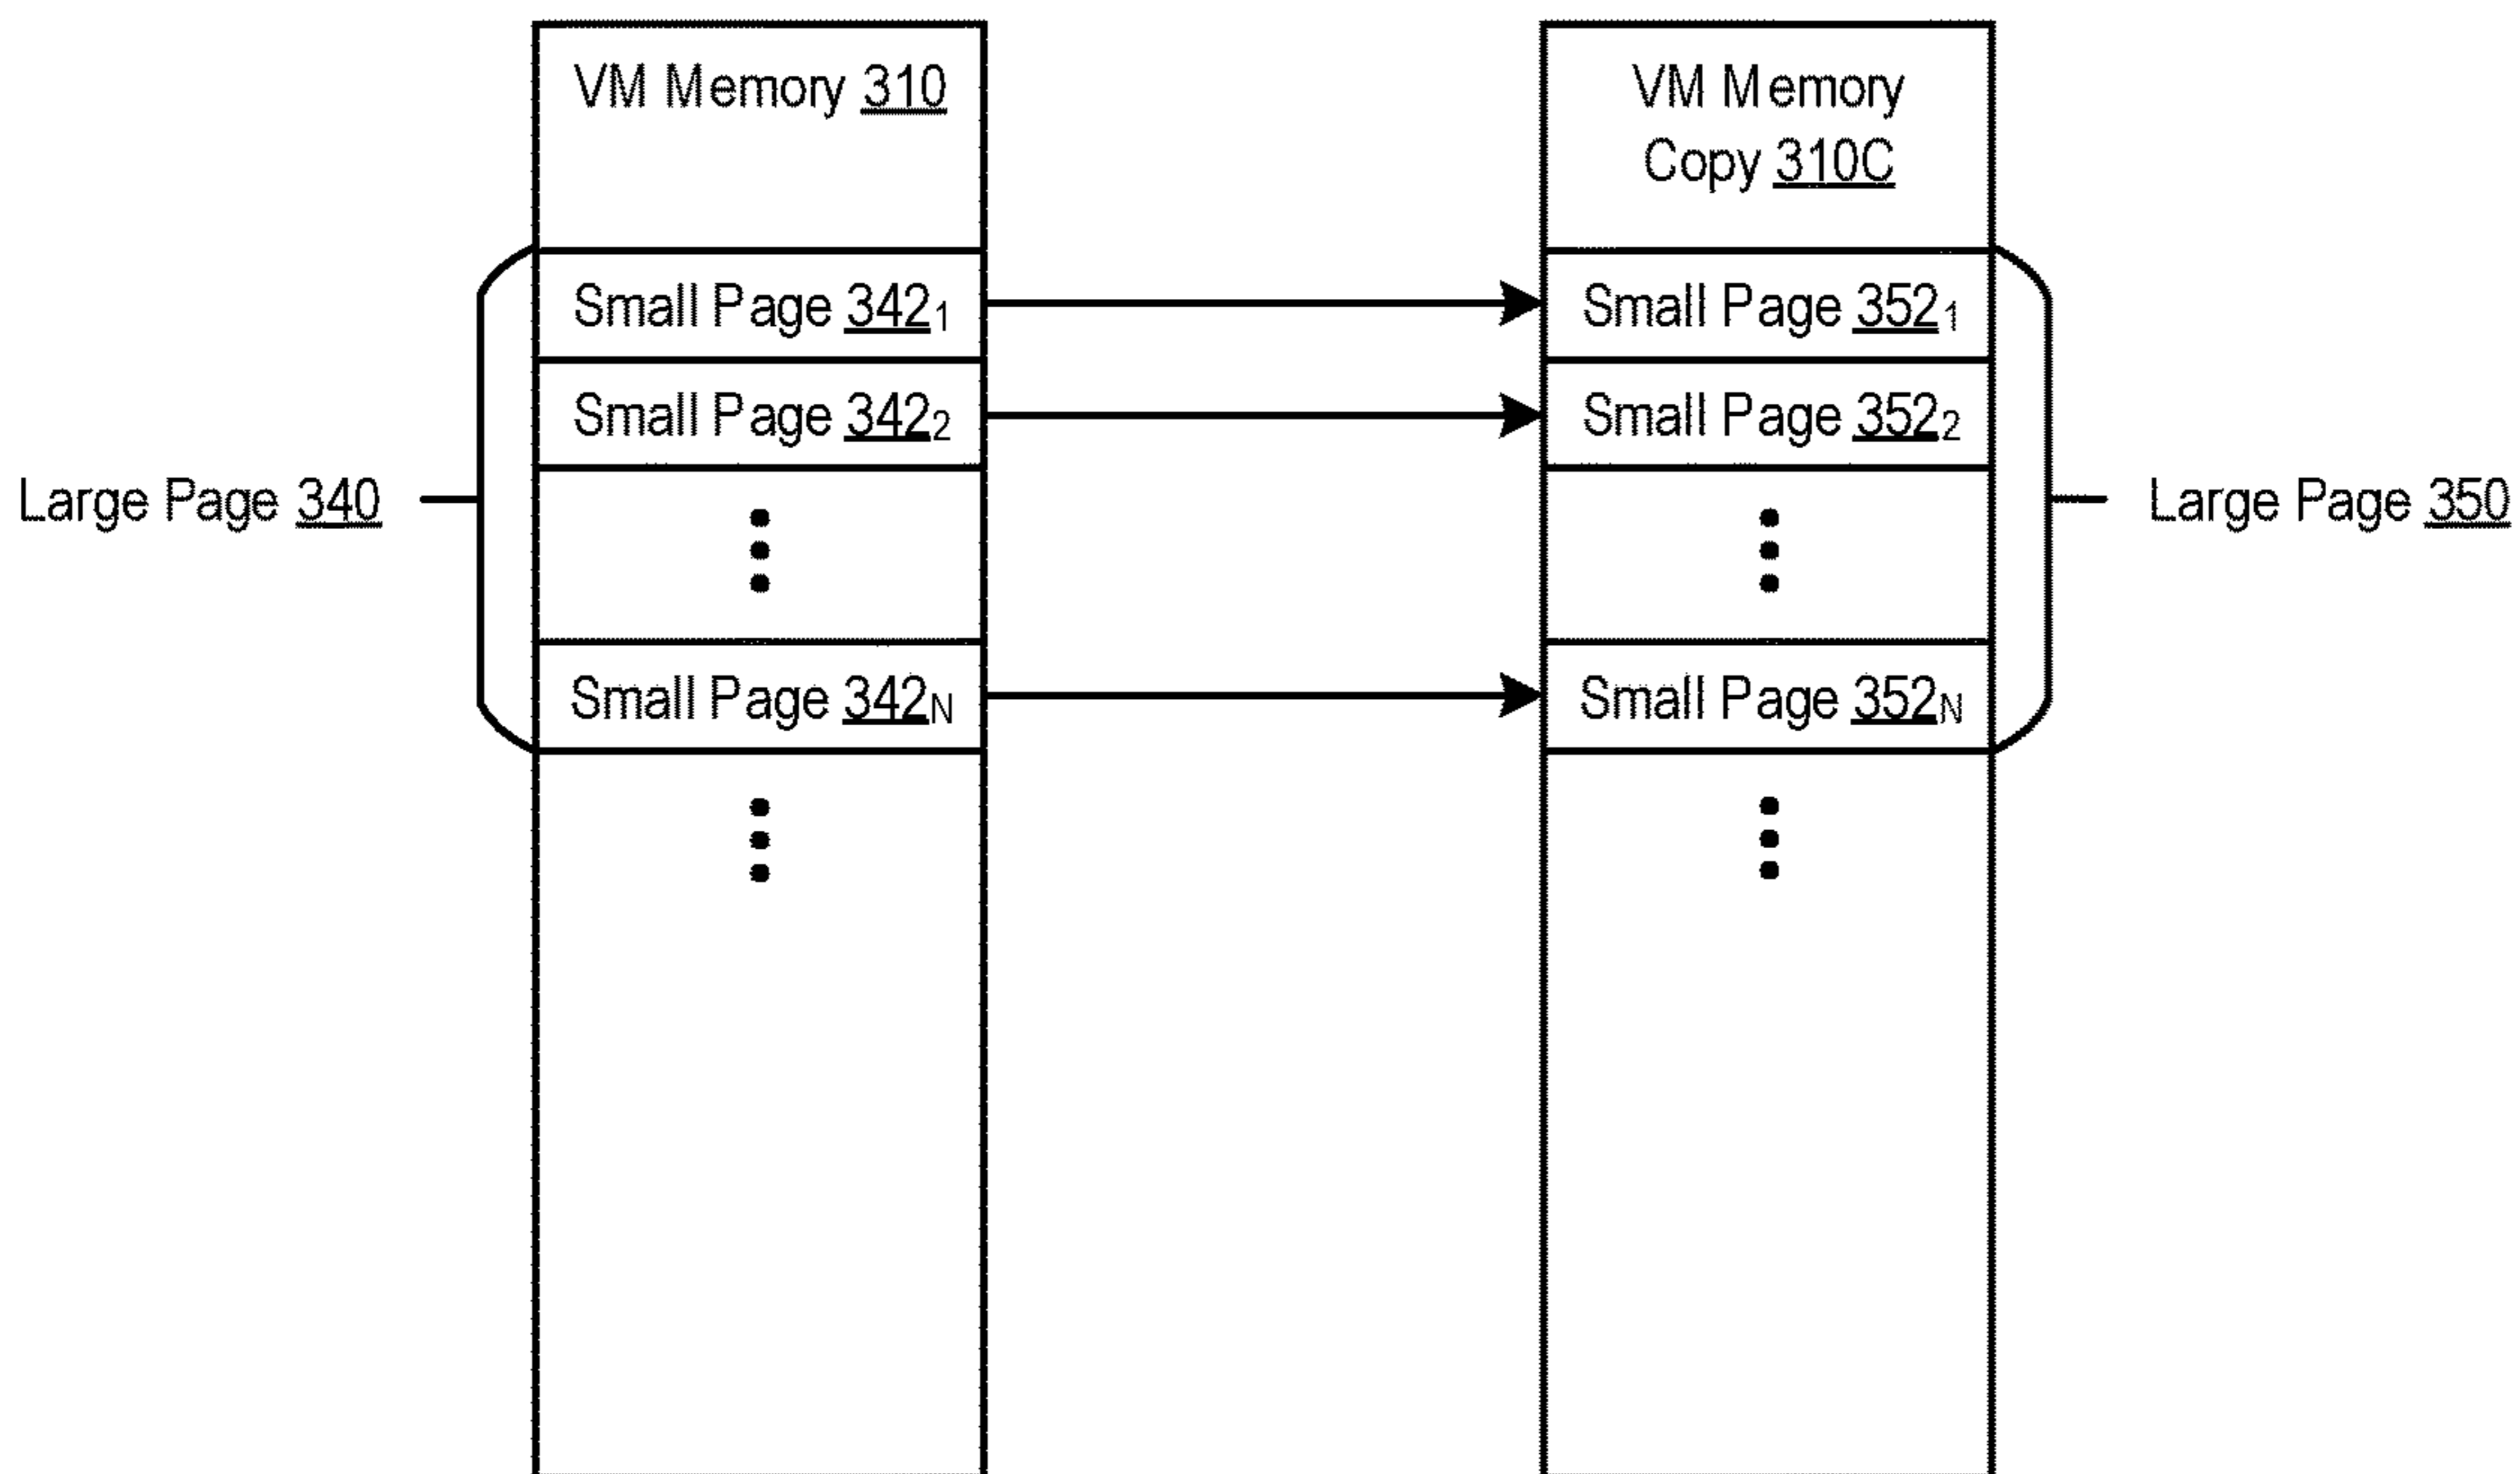 VM Memory 310
VM Memory
Copy 310C
Small Page 342₁
Small Page 352₁
Small Page 342₂
Small Page 352₂
Large Page 340
Large Page 350
Small Page 342N
Small Page 352N